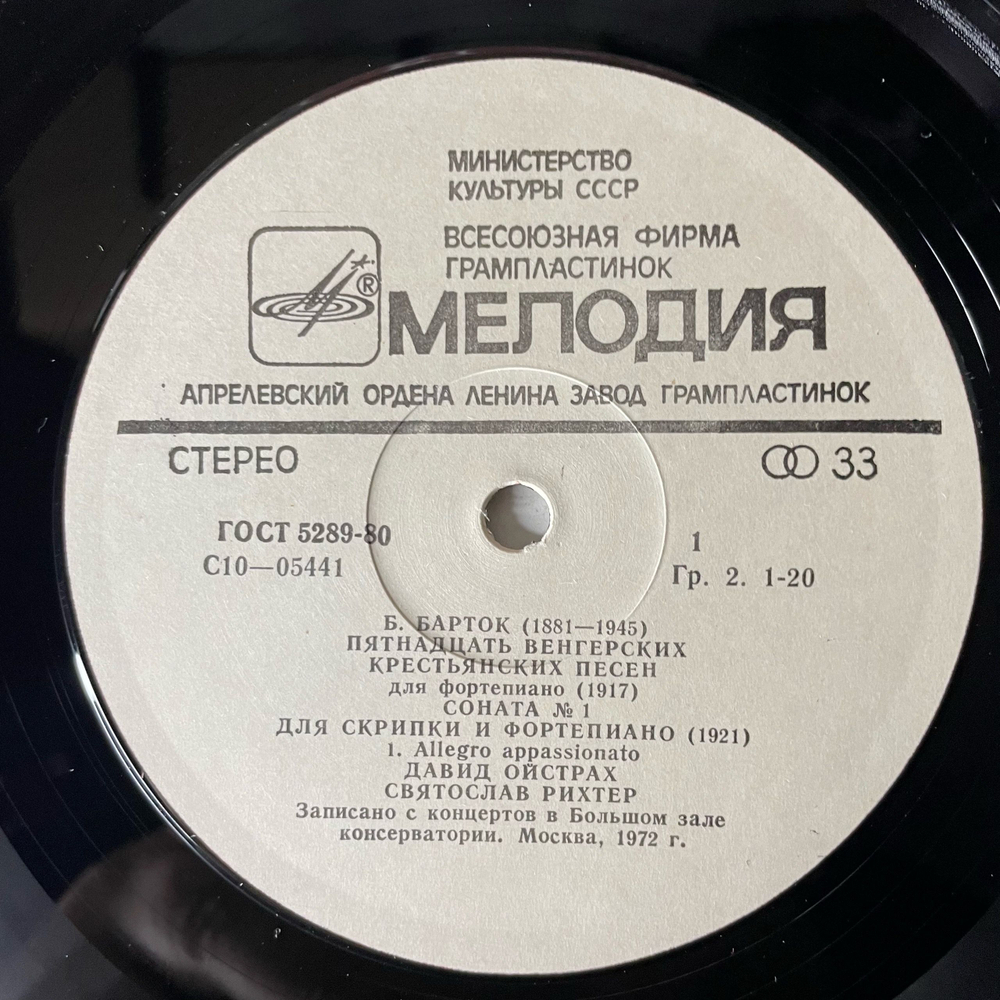 МИНИСТЕРСТВО
КУЛЬТУРЫ СССР
ВСЕСОЮЗНАЯ ФИРМА
ГРАМПЛАСТИНОК
®
МЕЛОДИЯ
АПРЕЛЕВСКИЙ ОРДЕНА ЛЕНИНА ЗАВОД ГРАМПЛАСТИНОК
СТЕРЕО
33
ГОСТ 5289-80
С10—05441
1
Гр. 2. 1-20
Б. БАРТОК (1881—1945)
ПЯТНАДЦАТЬ ВЕНГЕРСКИХ
КРЕСТЬЯНСКИХ ПЕСЕН
для фортепиано (1917)
СОНАТА № 1
ДЛЯ СКРИПКИ И ФОРТЕПИАНО (1921)
1. Allegro appassionato
ДАВИД ОЙСТРАХ
СВЯТОСЛАВ РИХТЕР
Записано с концертов в Большом зале
консерватории. Москва, 1972 г.